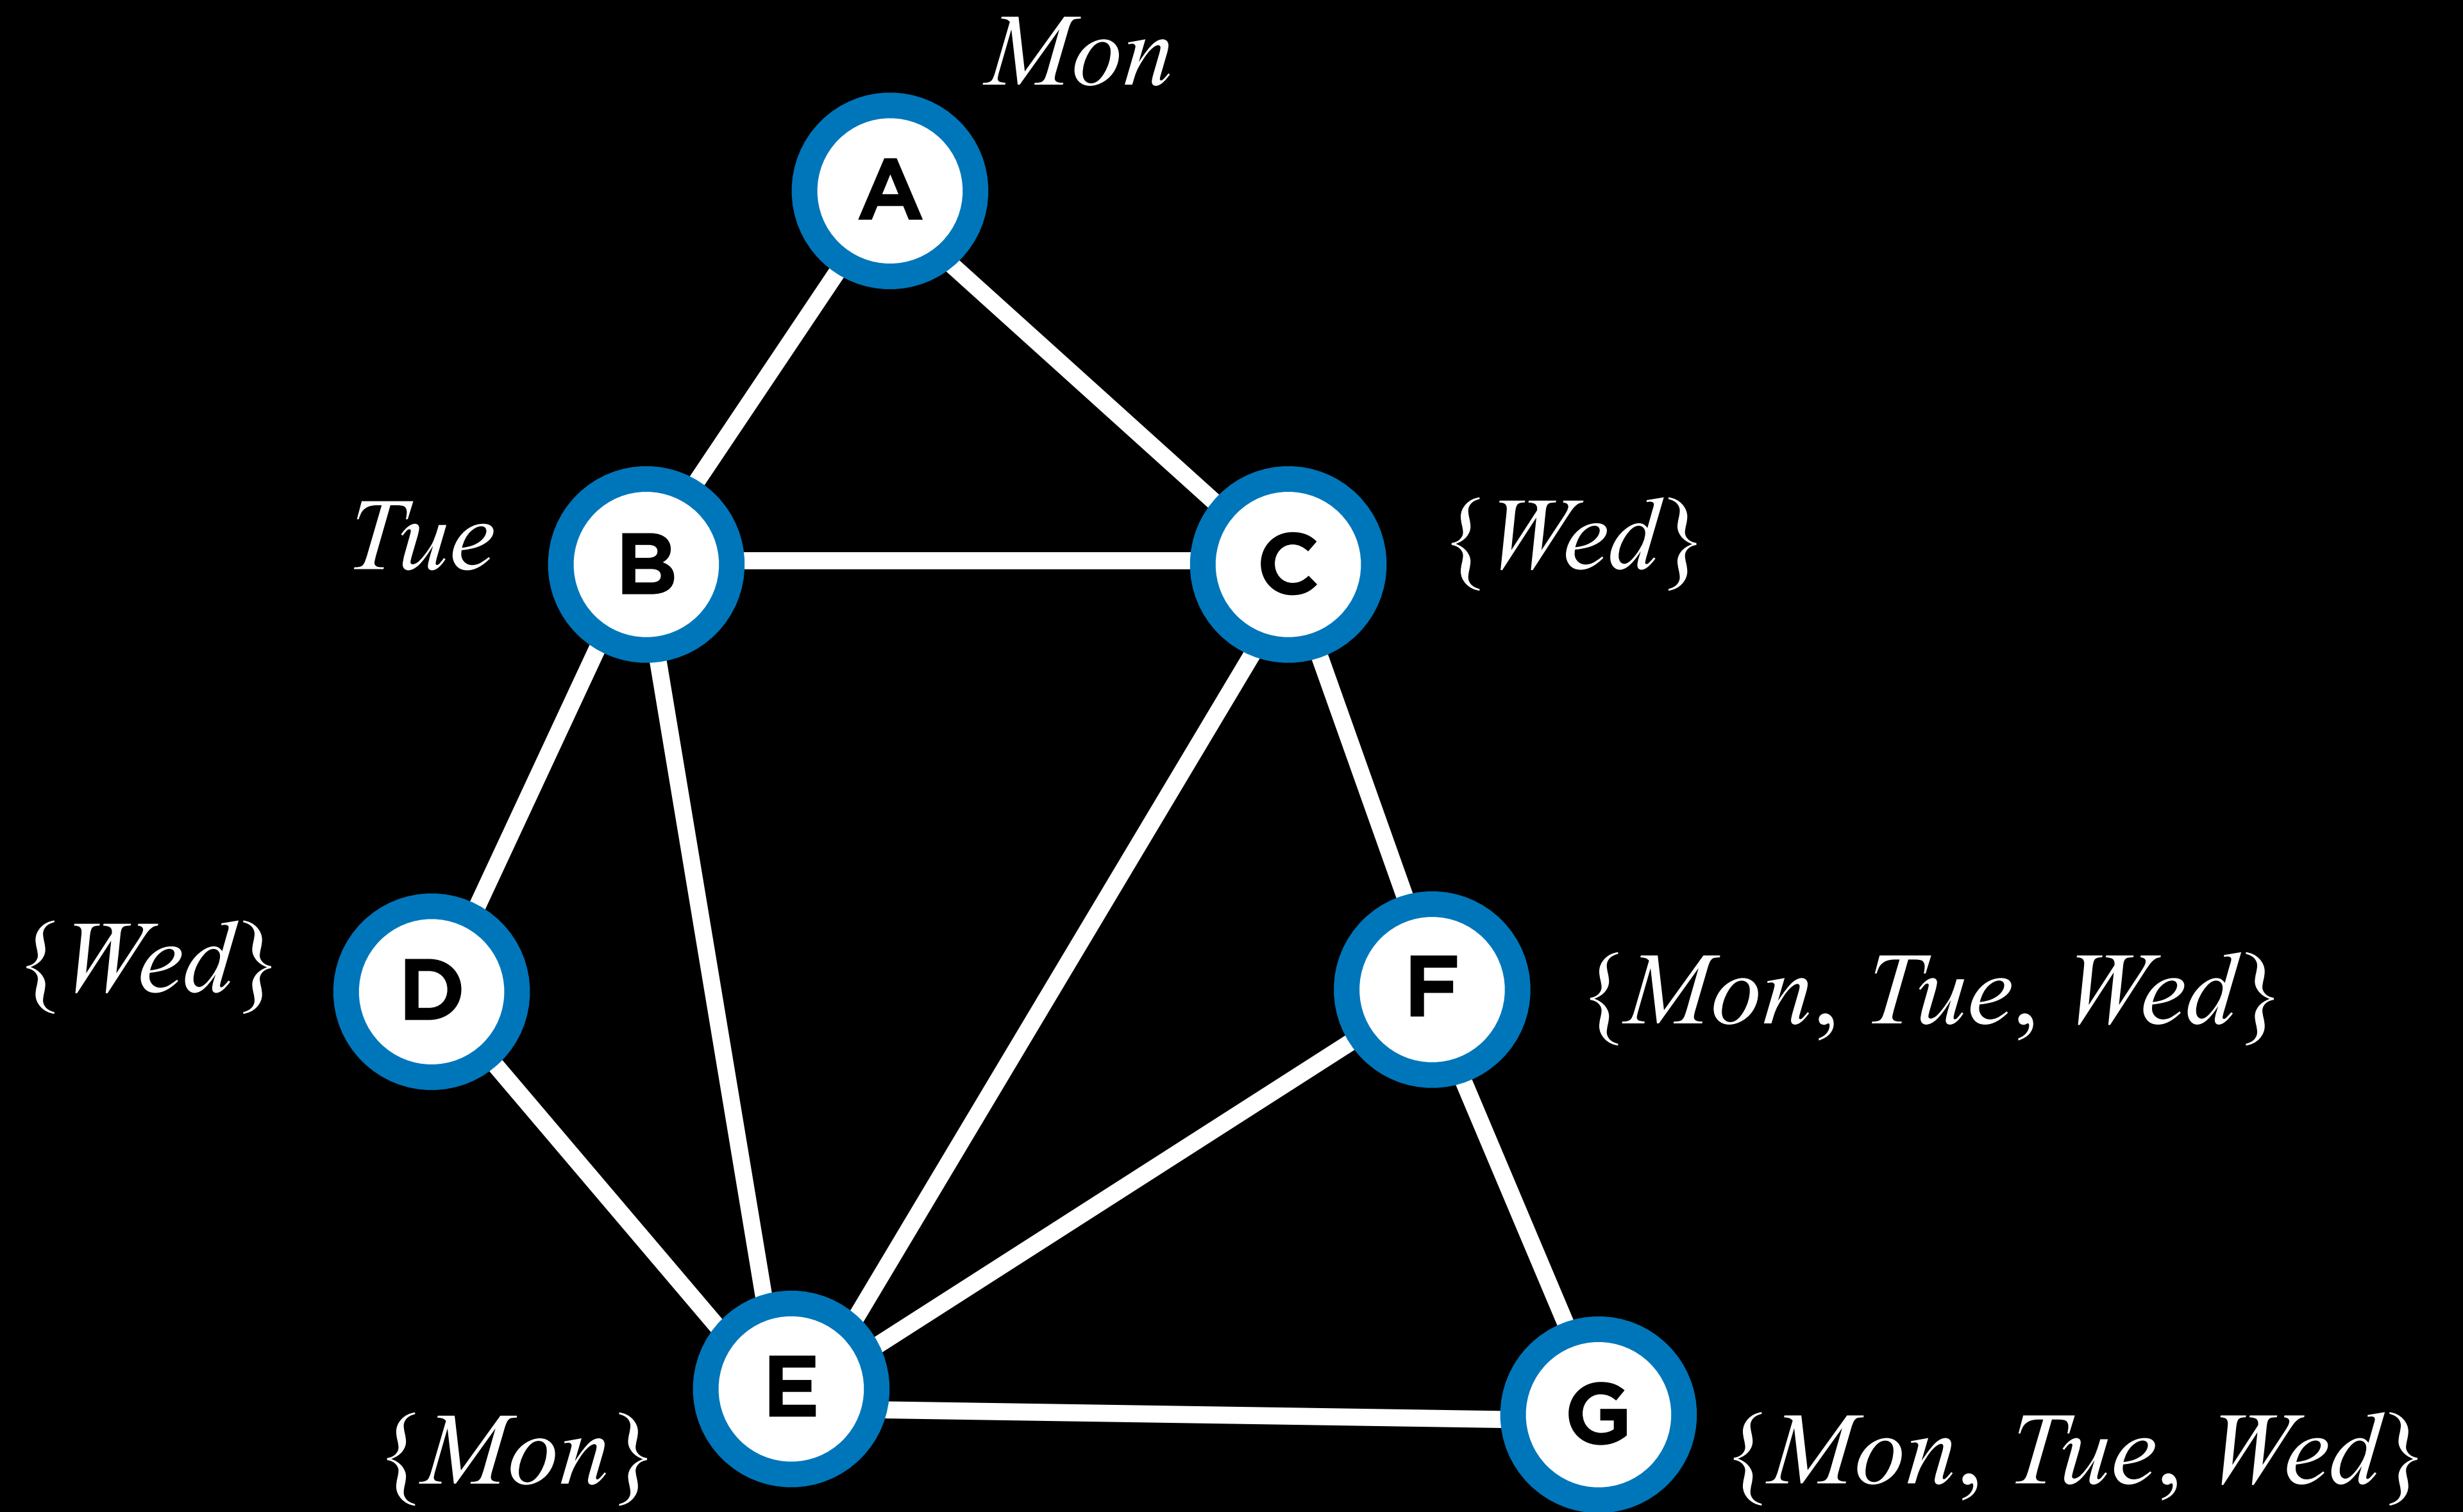 Mon
A
Tue
B
C
{Wed}
{Wed}
D
F
{Mon, Tue, Wed}
{Mon}
E
G
{Mon, Tue, Wed}